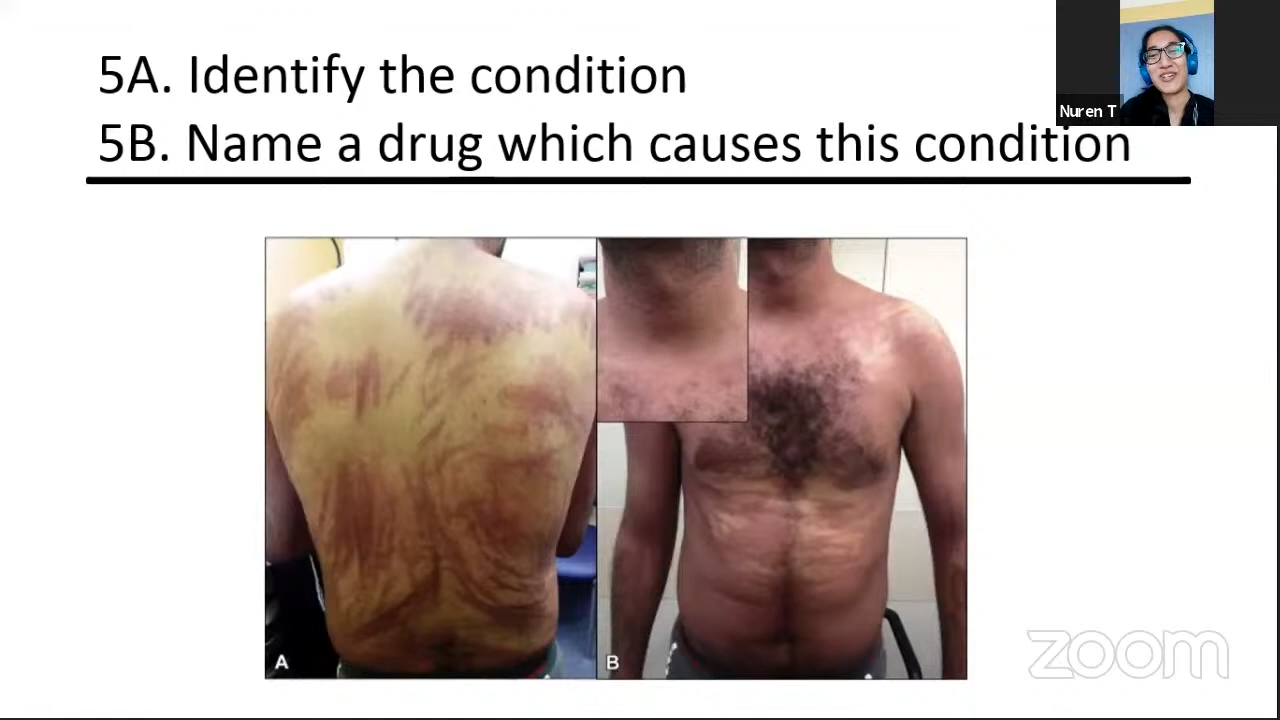 5A. Identify the condition
5B. Name a drug which causes this condition
Nuren T
A
B
zoom